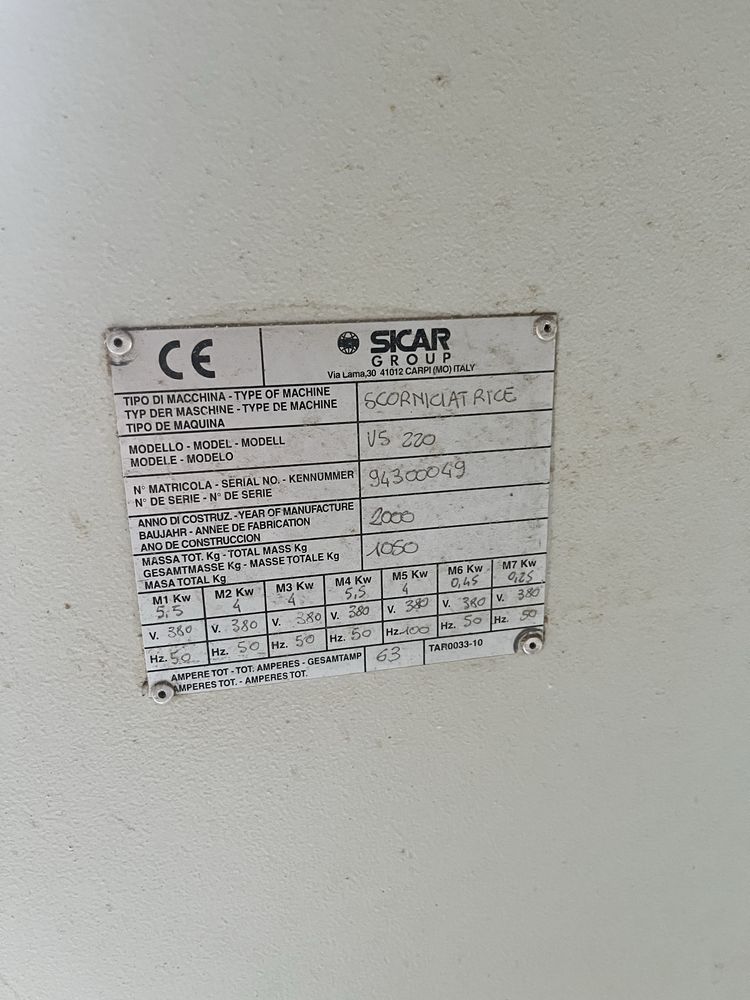 CE
SICAR
GROUP
Via Lama,30 41012 CARPI (MO) ITALY
TIPO DI MACCHINA - TYPE OF MACHINE
TYP DER MASCHINE - TYPE DE MACHINE
TIPO DE MAQUINA
SCORNICIATRICE
MODELLO - MODEL - MODELL
MODELE - MODELO
VS 220
N° MATRICOLA - SERIAL NO. - KENNUMMER
N° DE SERIE - N° DE SERIE
94300049
ANNO DI COSTRUZ.-YEAR OF MANUFACTURE
BAUJAHR - ANNEE DE FABRICATION
ANO DE CONSTRUCCION
2000
MASSA TOT. Kg - TOTAL MASS Kg
GESAMTMASSE Kg - MASSE TOTALE Kg
MASA TOTAL Kg
1050
M1 Kw M2 Kw M3 Kw M4 Kw M5 Kw M6 Kw M7 Kw
5,5 4 4 5,5 4 0,45 0,25
V. 380 V. 380 V. 380 V. 380 V. 380 V. 380 V. 380
Hz. 50 Hz. 50 Hz. 50 Hz. 50 Hz. 100 Hz. 50 Hz. 50
AMPERE TOT - TOT. AMPERES - GESAMTAMP
AMPERES TOT. - AMPERES TOT.
63
TAR0033-10